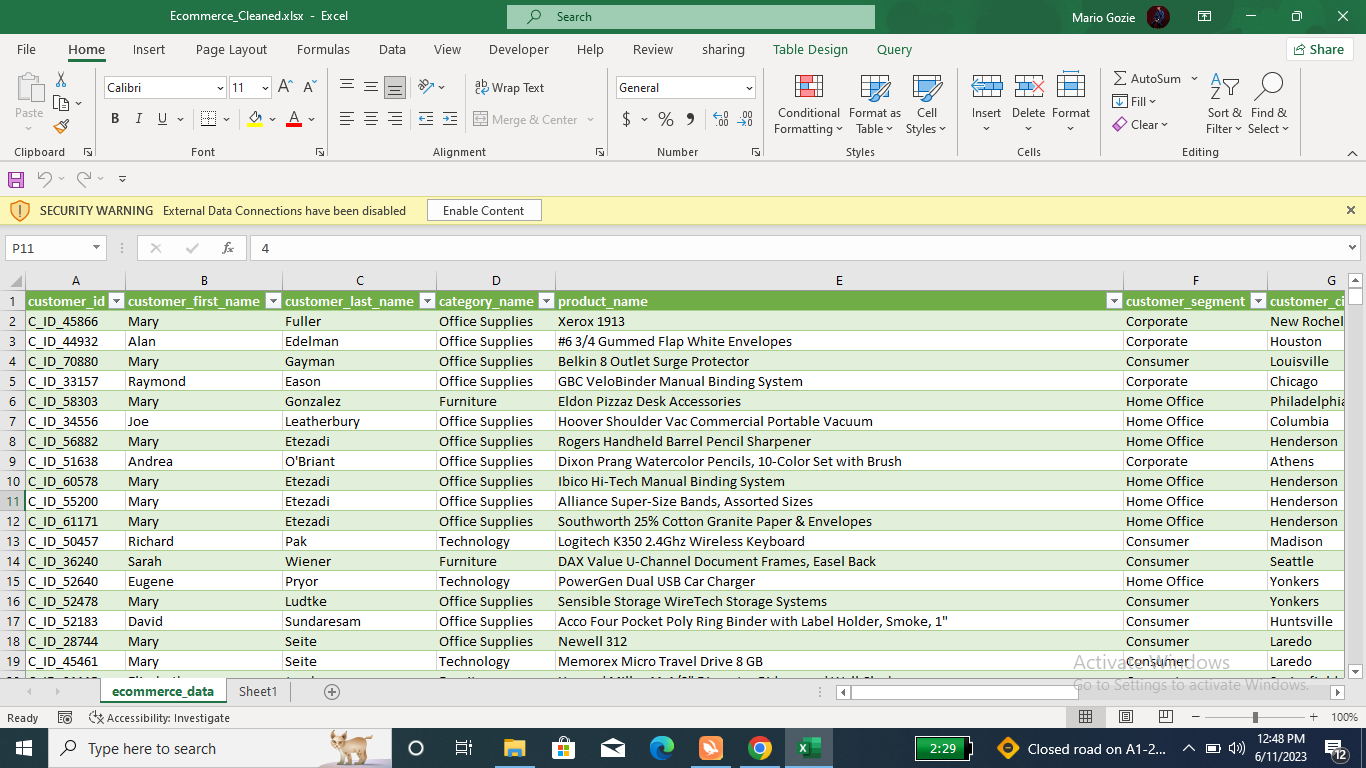 Ecommerce_Cleaned.xlsx - Excel
Search
Mario Gozie
File Home Insert Page Layout Formulas Data View Developer Help Review sharing Table Design Query
Share
Paste
Clipboard
Calibri 11
B I U
Font
Wrap Text
Merge & Center
Alignment
General
$ % 9
Number
Conditional Formatting
Format as Table
Cell Styles
Styles
Insert Delete Format
Cells
AutoSum
Fill
Clear
Sort & Filter
Find & Select
Editing
SECURITY WARNING External Data Connections have been disabled Enable Content
P11 fx 4
A B C D E F G
1 customer_id customer_first_name customer_last_name category_name product_name customer_segment customer_ci
2 C_ID_45866 Mary Fuller Office Supplies Xerox 1913 Corporate New Rochel
3 C_ID_44932 Alan Edelman Office Supplies #6 3/4 Gummed Flap White Envelopes Corporate Houston
4 C_ID_70880 Mary Gayman Office Supplies Belkin 8 Outlet Surge Protector Consumer Louisville
5 C_ID_33157 Raymond Eason Office Supplies GBC VeloBinder Manual Binding System Corporate Chicago
6 C_ID_58303 Mary Gonzalez Furniture Eldon Pizzaz Desk Accessories Home Office Philadelphia
7 C_ID_34556 Joe Leatherbury Office Supplies Hoover Shoulder Vac Commercial Portable Vacuum Home Office Columbia
8 C_ID_56882 Mary Etezadi Office Supplies Rogers Handheld Barrel Pencil Sharpener Home Office Henderson
9 C_ID_51638 Andrea O'Briant Office Supplies Dixon Prang Watercolor Pencils, 10-Color Set with Brush Corporate Athens
10 C_ID_60578 Mary Etezadi Office Supplies Ibico Hi-Tech Manual Binding System Home Office Henderson
11 C_ID_55200 Mary Etezadi Office Supplies Alliance Super-Size Bands, Assorted Sizes Home Office Henderson
12 C_ID_61171 Mary Etezadi Office Supplies Southworth 25% Cotton Granite Paper & Envelopes Home Office Henderson
13 C_ID_50457 Richard Pak Technology Logitech K350 2.4Ghz Wireless Keyboard Consumer Madison
14 C_ID_36240 Sarah Wiener Furniture DAX Value U-Channel Document Frames, Easel Back Consumer Seattle
15 C_ID_52640 Eugene Pryor Technology PowerGen Dual USB Car Charger Home Office Yonkers
16 C_ID_52478 Mary Ludtke Office Supplies Sensible Storage WireTech Storage Systems Consumer Yonkers
17 C_ID_52183 David Sundaresam Office Supplies Acco Four Pocket Poly Ring Binder with Label Holder, Smoke, 1" Consumer Huntsville
18 C_ID_28744 Mary Seite Office Supplies Newell 312 Consumer Laredo
19 C_ID_45461 Mary Seite Technology Memorex Micro Travel Drive 8 GB Consumer Laredo
Activate Windows
Go to Settings to activate Windows.
ecommerce_data Sheet1
Ready Accessibility: Investigate 100%
Type here to search
2:29
Closed road on A1-2...
12:48 PM
6/11/2023
12